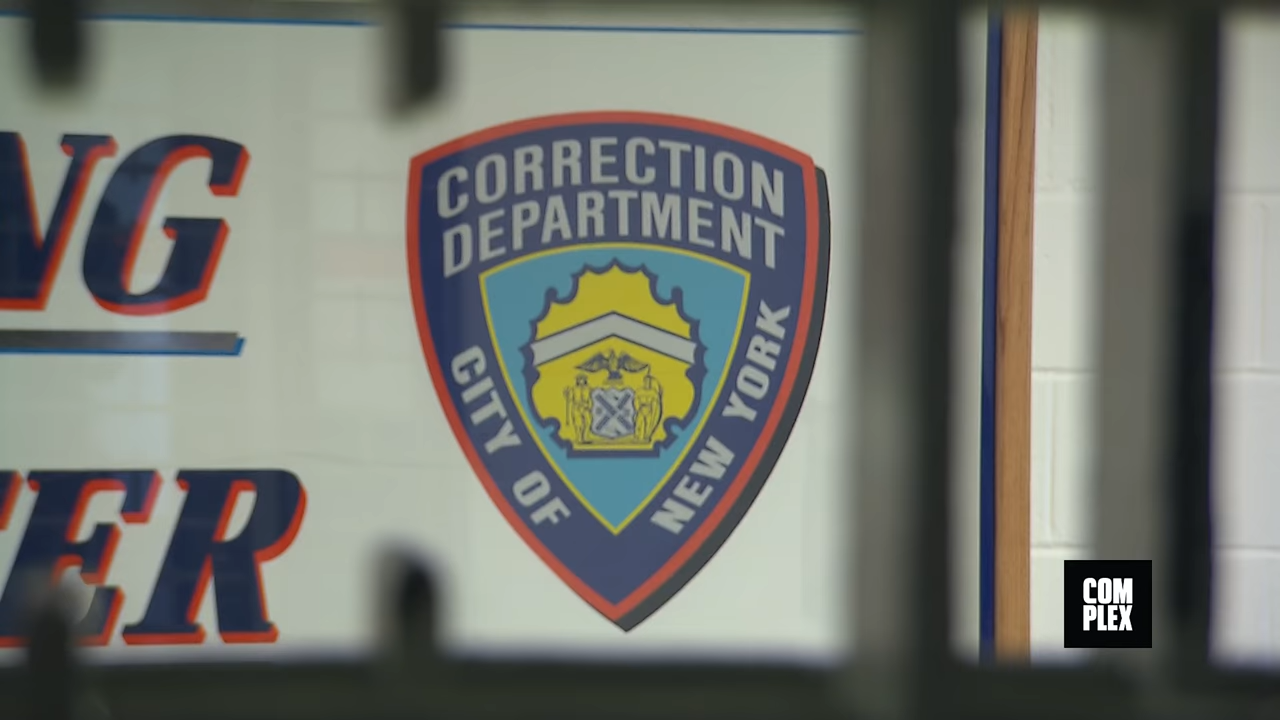 NG
ER
CORRECTION
DEPARTMENT
CITY OF
NEW YORK
COM
PLEX